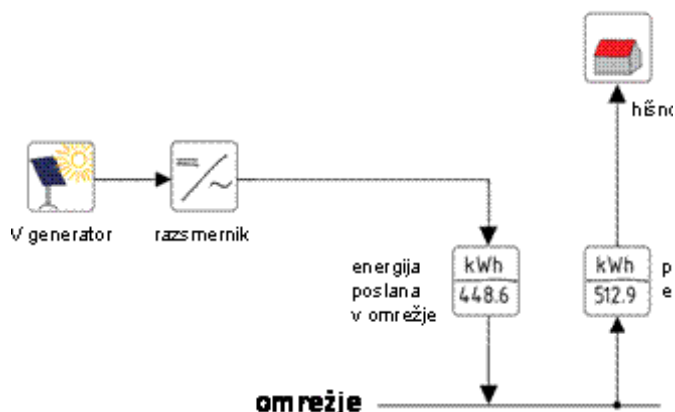 hišno
V generator
razsmernik
energija
poslana
v omrežje
kWh
448.6
kWh
512.9
p
e
omrežje